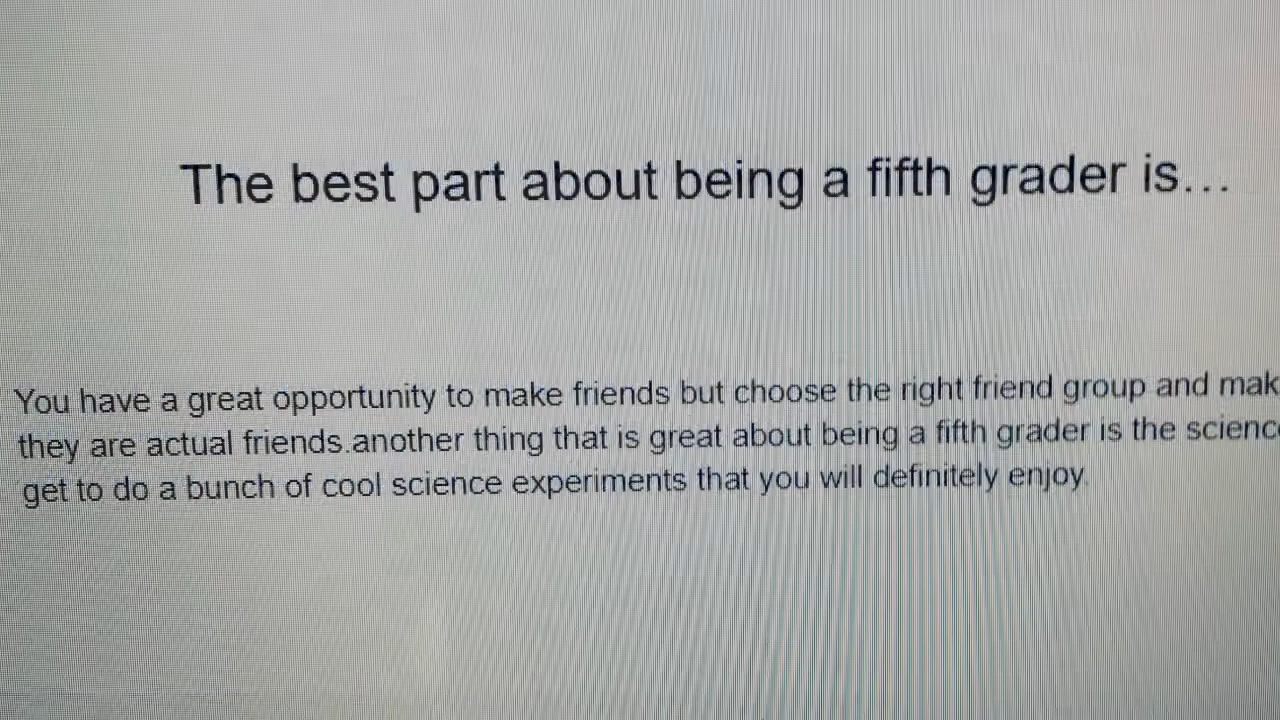 The best part about being a fifth grader is...
You have a great opportunity to make friends but choose the right friend group and mak
they are actual friends.another thing that is great about being a fifth grader is the scienc
get to do a bunch of cool science experiments that you will definitely enjoy